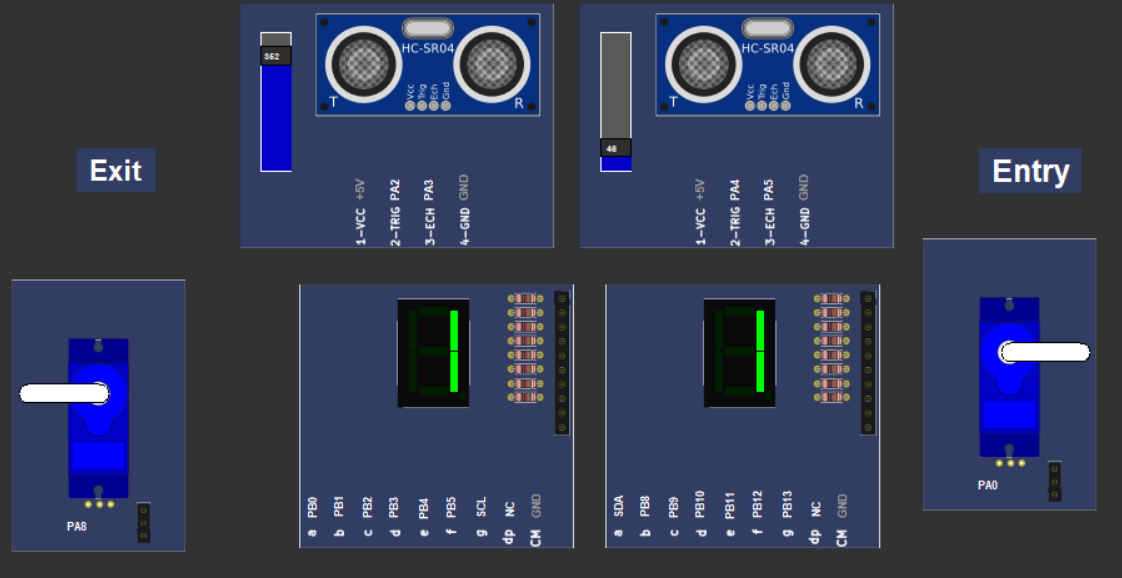 352
HC-SR04
Vcc
Trig
Ech
Gnd
T
R
1-VCC +5V
2-TRIG PA2
3-ECH PA3
4-GND GND
46
HC-SR04
Vcc
Trig
Ech
Gnd
T
R
1-VCC +5V
2-TRIG PA4
3-ECH PA5
4-GND GND
Exit
Entry
PA8
a PB0
b PB1
c PB2
d PB3
e PB4
f PB5
g SCL
dp NC
CM GND
a SDA
b PB8
c PB9
d PB10
e PB11
f PB12
g PB13
dp NC
CM GND
PA0